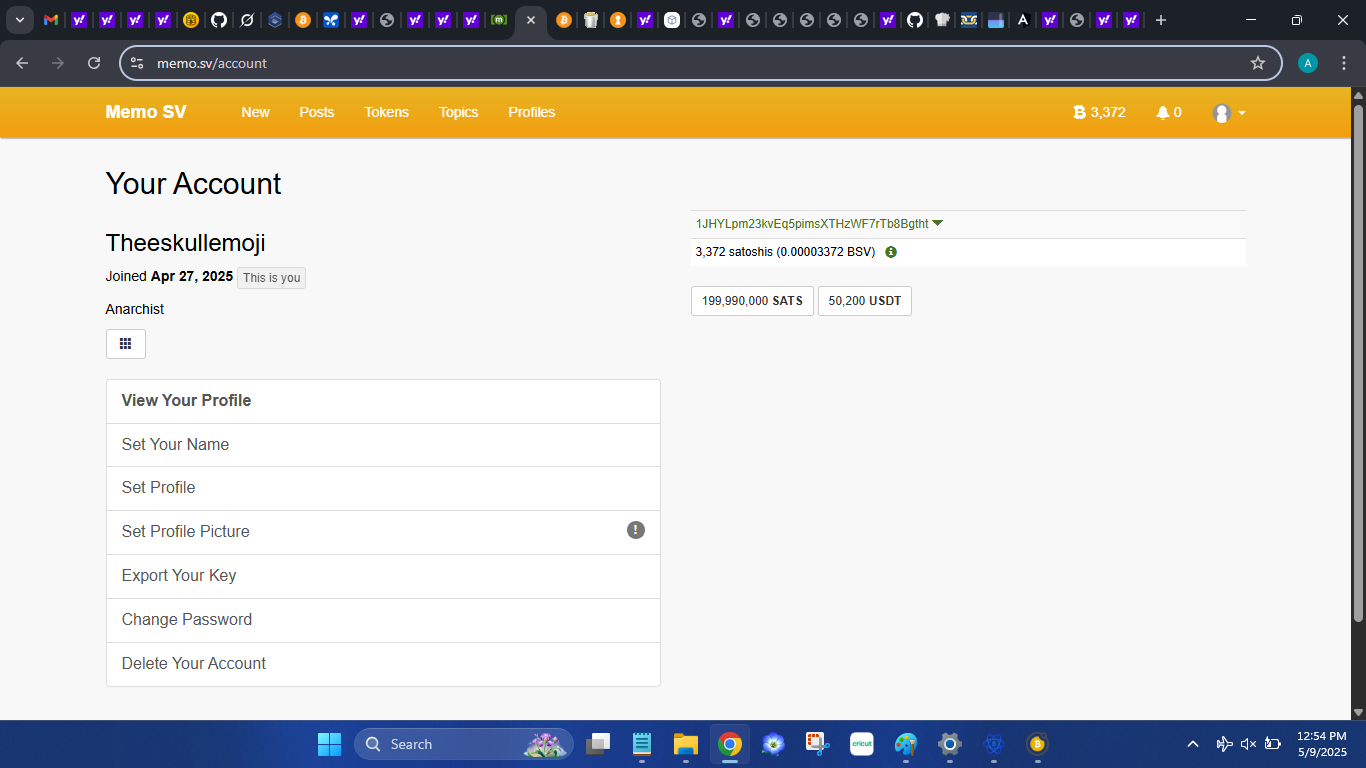 memo.sv/account
A
Memo SV New Posts Tokens Topics Profiles 3,372 0
Your Account
Theeskullemoji
Joined Apr 27, 2025 This is you
Anarchist
1JHYLpm23kvEq5pimsXTHzWF7rTb8Bgtht
3,372 satoshis (0.00003372 BSV)
199,990,000 SATS 50,200 USDT
View Your Profile
Set Your Name
Set Profile
Set Profile Picture
Export Your Key
Change Password
Delete Your Account
Search
cricut
12:54 PM
5/9/2025